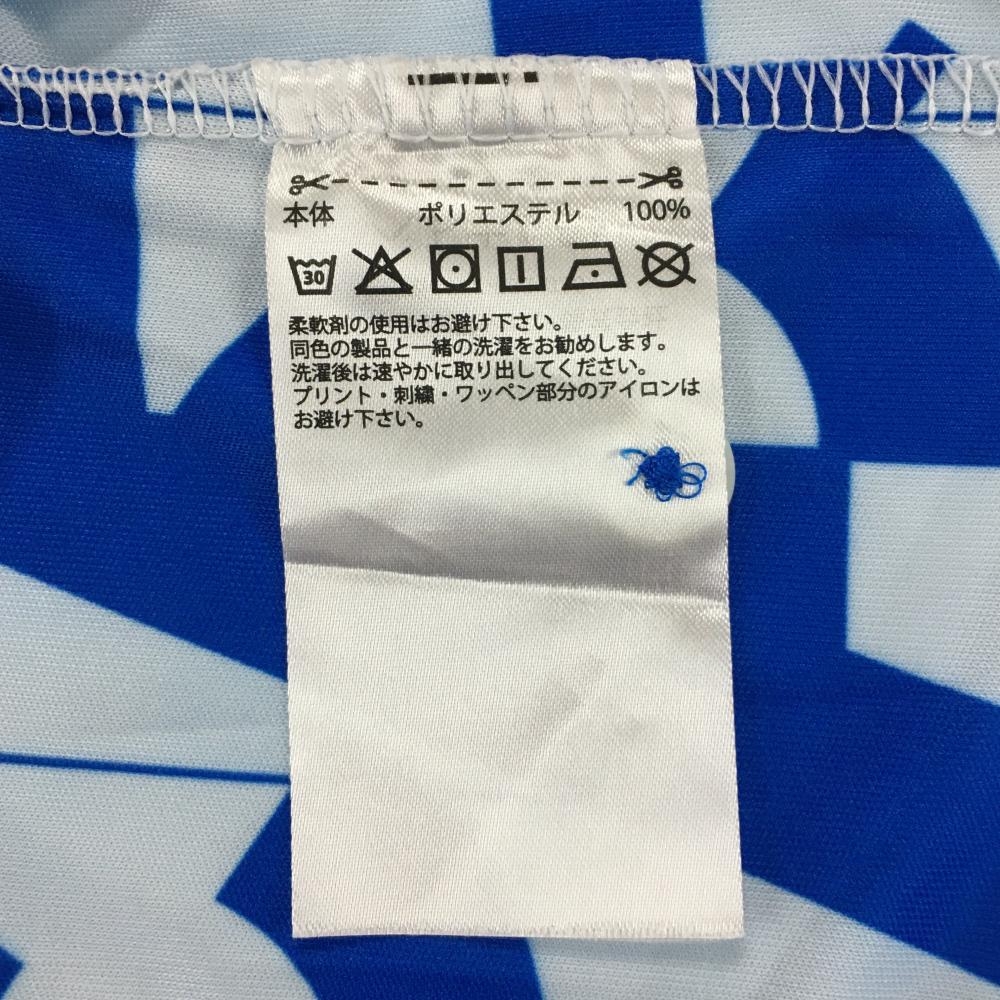 本体 ポリエステル 100%
30
柔軟剤の使用はお避け下さい。
同色の製品と一緒の洗濯をお勧めします。
洗濯後は速やかに取り出してください。
プリント・刺繍・ワッペン部分のアイロンは
お避け下さい。